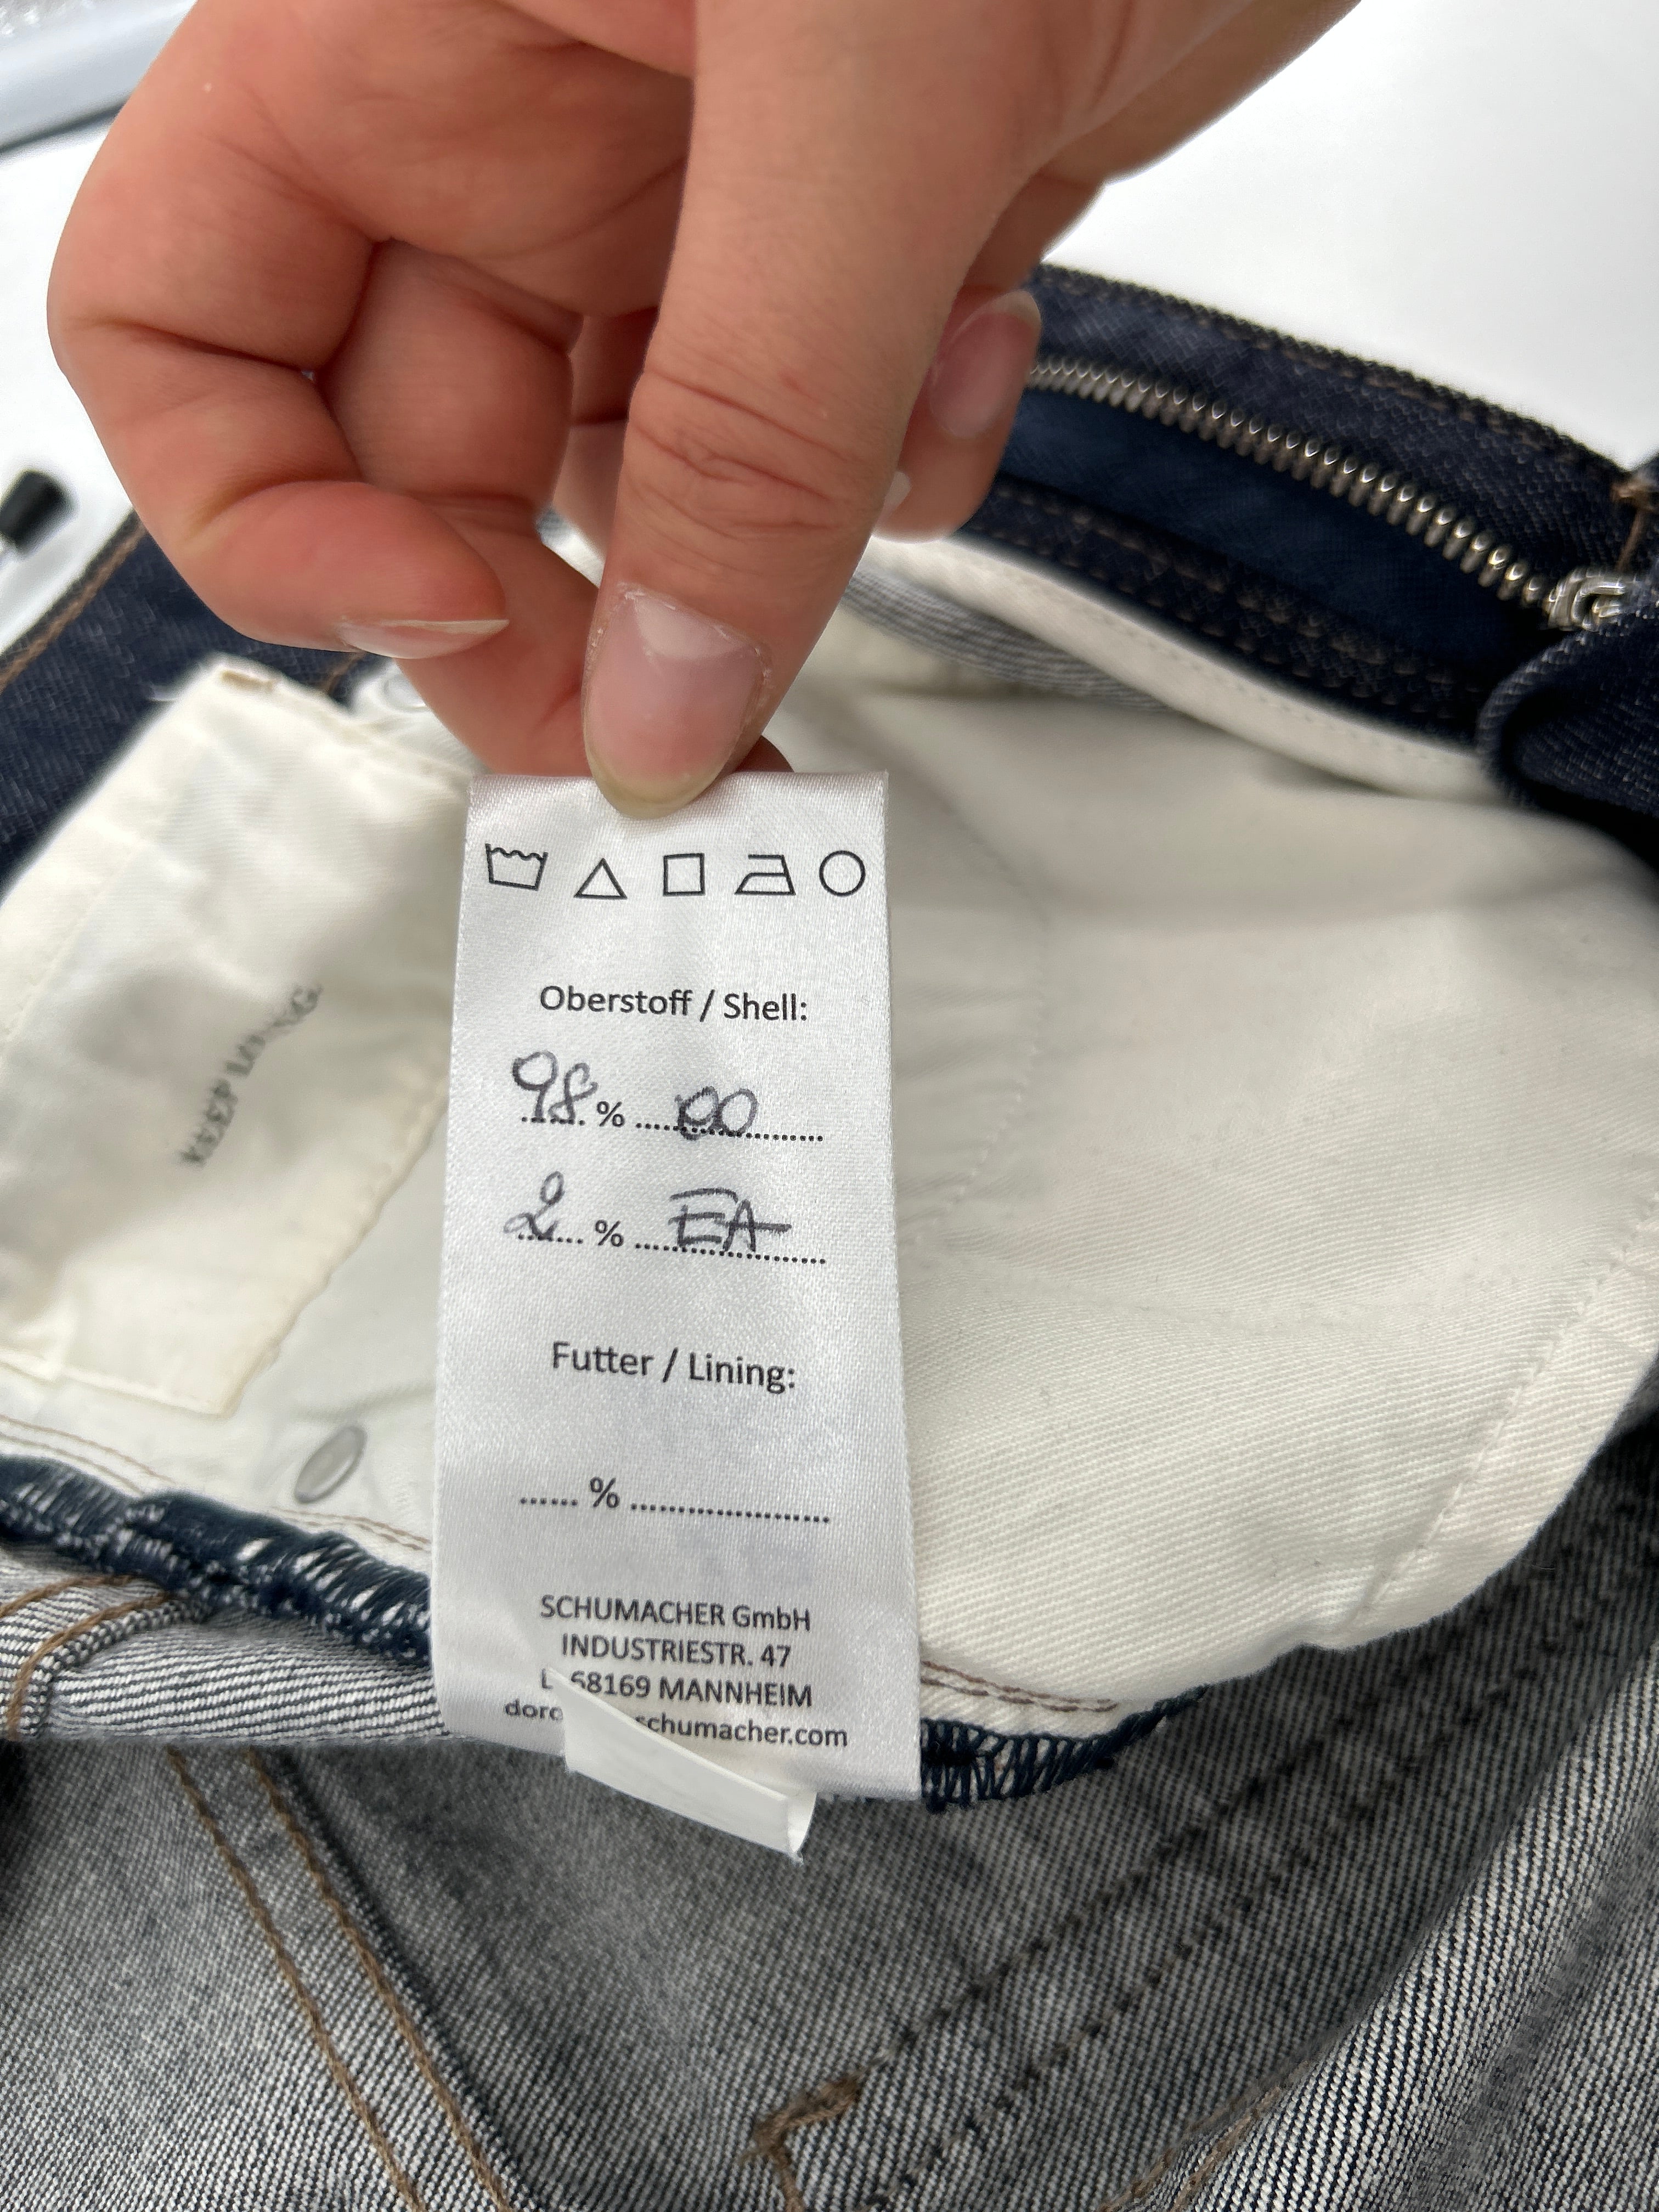 Oberstoff / Shell:
98 % CO
2 % EA
Futter / Lining:
...... % .....................
SCHUMACHER GmbH
INDUSTRIESTR. 47
68169 MANNHEIM
schumacher.com